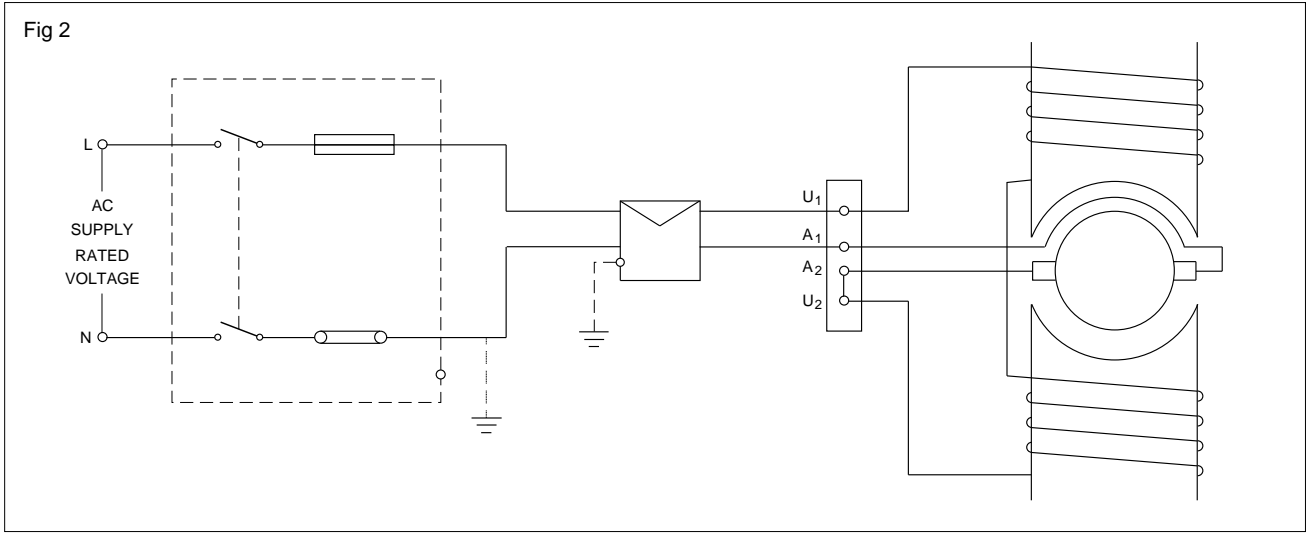 Fig 2
L
AC
SUPPLY
RATED
VOLTAGE
N
U1
A1
A2
U2